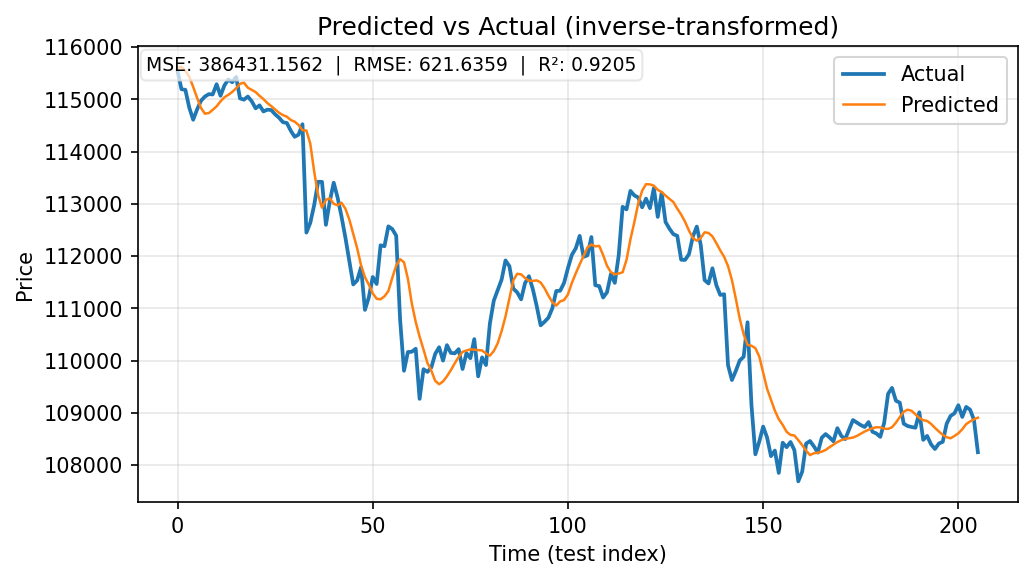 Predicted vs Actual (inverse-transformed)
MSE: 386431.1562 | RMSE: 621.6359 | R²: 0.9205
Actual
Predicted
Price
116000
115000
114000
113000
112000
111000
110000
109000
108000
0 50 100 150 200
Time (test index)